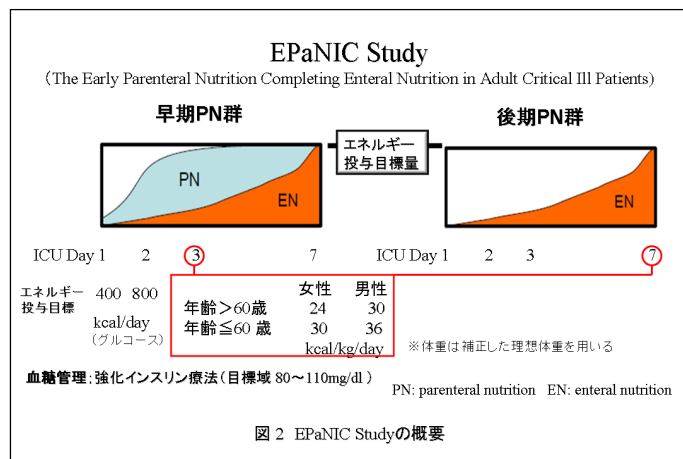 EPaNIC Study
(The Early Parenteral Nutrition Completing Enteral Nutrition in Adult Critical Ill Patients)
早期PN群
後期PN群
エネルギー
投与目標量
PN
EN
EN
ICU Day 1 2 3 7
ICU Day 1 2 3 7
エネルギー
投与目標
400 800
kcal/day
(グルコース)
女性 男性
年齢>60歳 24 30
年齢≦60 歳 30 36
kcal/kg/day
※体重は補正した理想体重を用いる
血糖管理:強化インスリン療法(目標域 80~110mg/dl )
PN: parenteral nutrition EN: enteral nutrition
図 2 EPaNIC Studyの概要